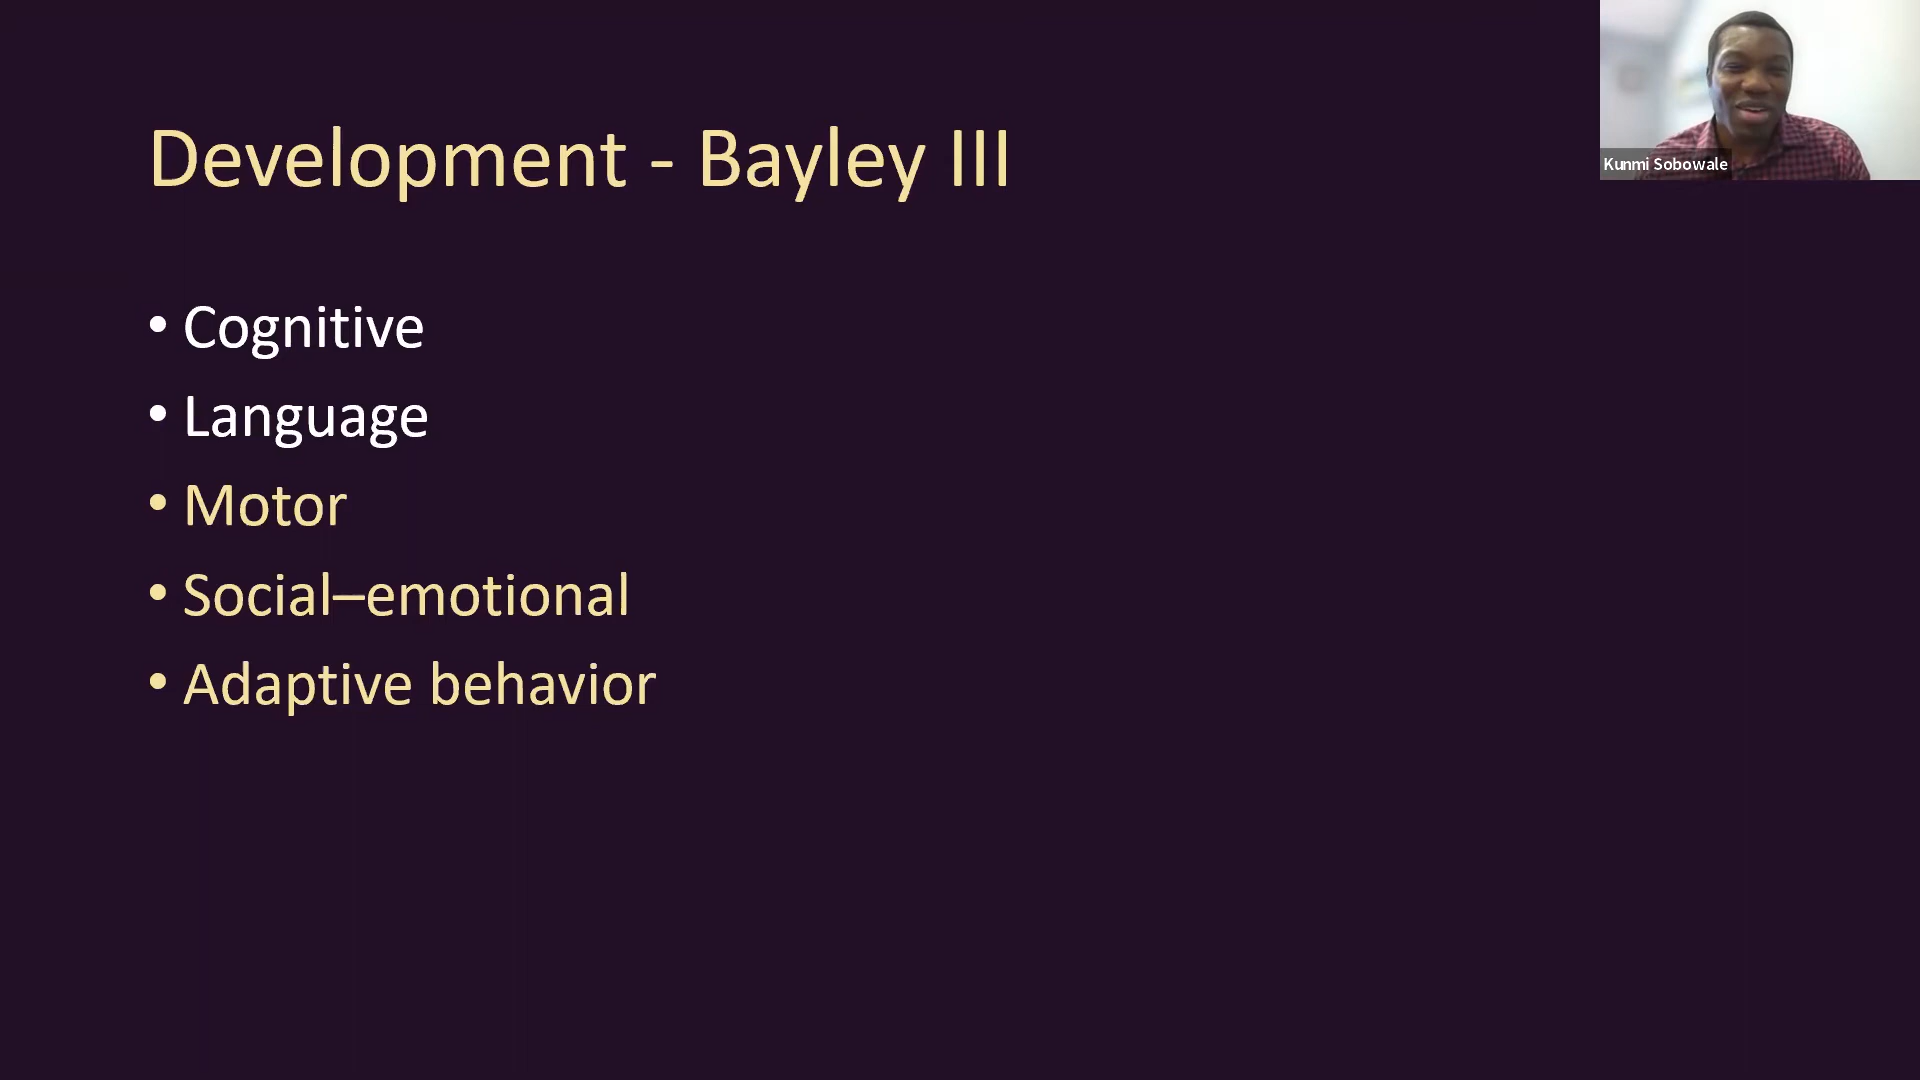 Development - Bayley III
• Cognitive
• Language
• Motor
• Social–emotional
• Adaptive behavior
Kunmi Sobowale